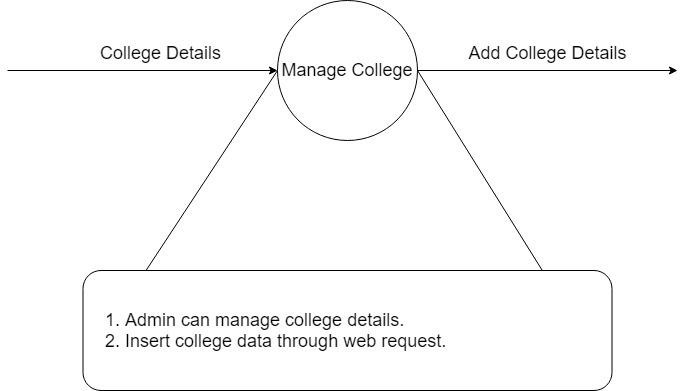 College Details
Add College Details
Manage College
1. Admin can manage college details.
2. Insert college data through web request.